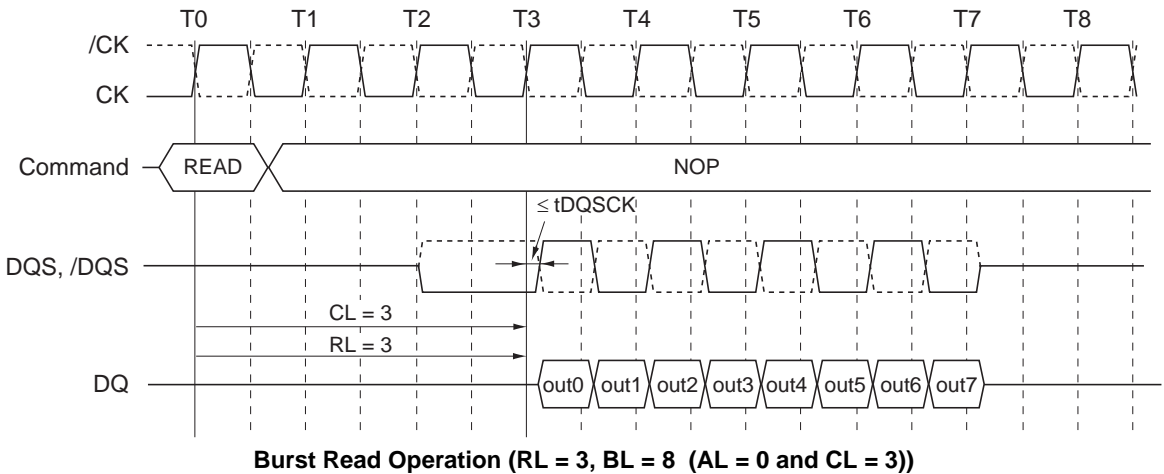 T0 T1 T2 T3 T4 T5 T6 T7 T8
/CK
CK
Command READ NOP
≤ tDQSCK
DQS, /DQS
CL = 3
RL = 3
DQ out0 out1 out2 out3 out4 out5 out6 out7
Burst Read Operation (RL = 3, BL = 8 (AL = 0 and CL = 3))